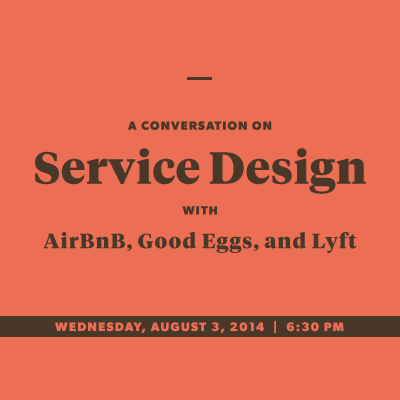 A CONVERSATION ON
Service Design
WITH
AirBnB, Good Eggs, and Lyft
WEDNESDAY, AUGUST 3, 2014 | 6:30 PM